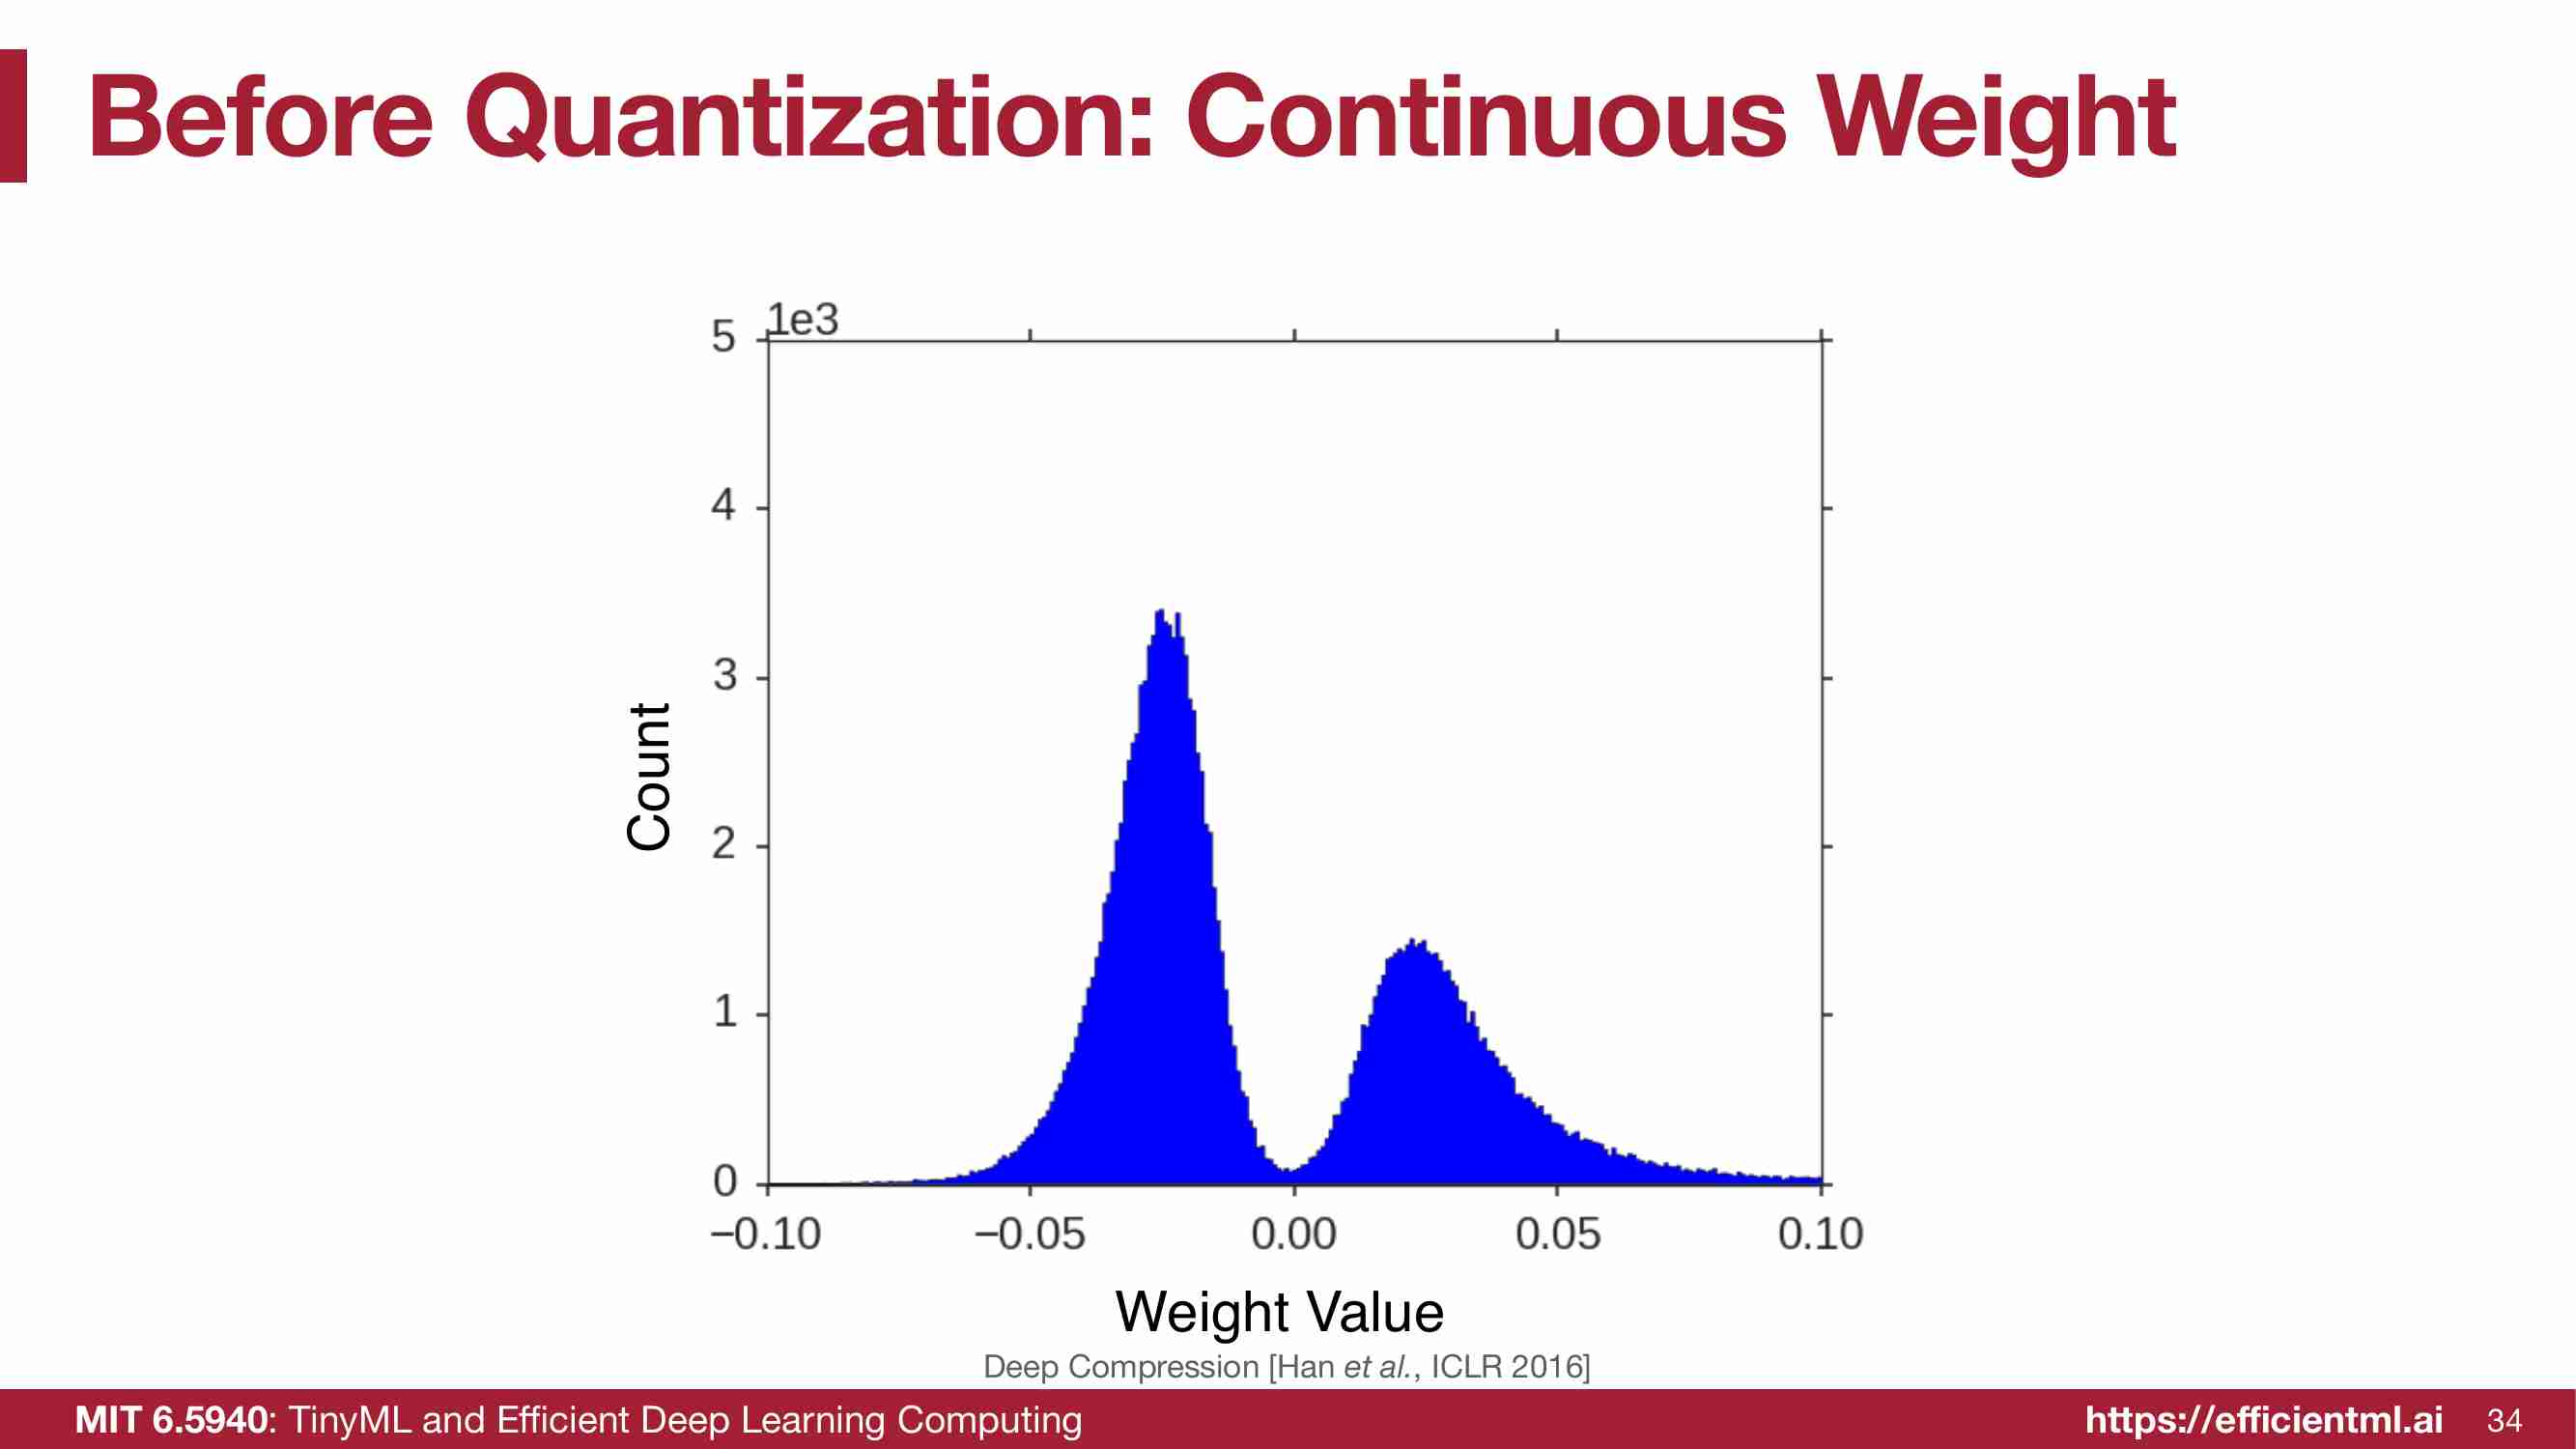 Before Quantization: Continuous Weight
1e3
5
4
3
2
1
0
Count
−0.10 −0.05 0.00 0.05 0.10
Weight Value
Deep Compression [Han et al., ICLR 2016]
MIT 6.5940: TinyML and Efficient Deep Learning Computing https://efficientml.ai 34